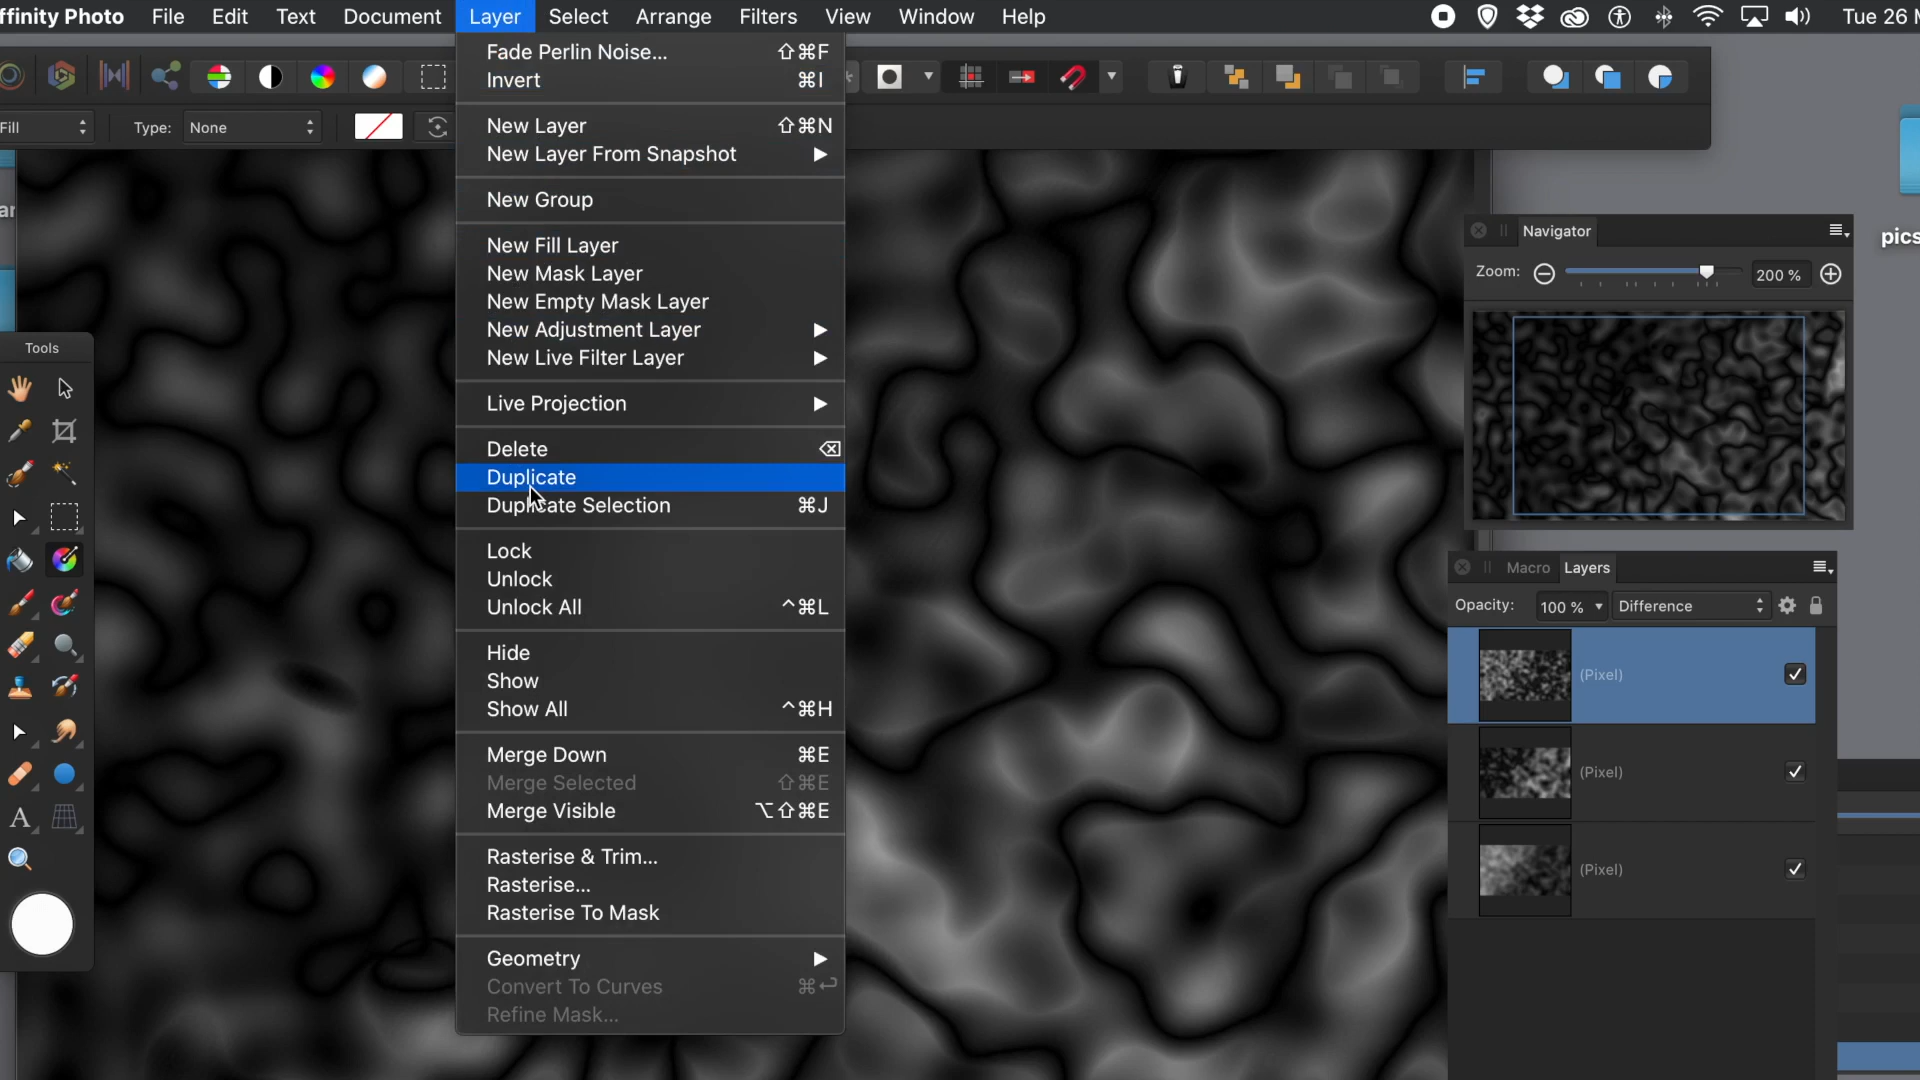 ffinity Photo File Edit Text Document Layer Select Arrange Filters View Window Help Tue 26 M
Fill Type: None
Fade Perlin Noise... ⇧⌘F
Invert ⌘I
New Layer ⇧⌘N
New Layer From Snapshot ▶
New Group
New Fill Layer
New Mask Layer
New Empty Mask Layer
New Adjustment Layer ▶
New Live Filter Layer ▶
Live Projection ▶
Delete ⌫
Duplicate
Duplicate Selection ⌘J
Lock
Unlock
Unlock All ^⌘L
Hide
Show
Show All ^⌘H
Merge Down ⌘E
Merge Selected ⇧⌘E
Merge Visible ⌥⇧⌘E
Rasterise & Trim...
Rasterise...
Rasterise To Mask
Geometry ▶
Convert To Curves ⌘↩
Refine Mask...
ar
Tools
pics
Navigator
Zoom: 200 %
Macro Layers
Opacity: 100 % Difference
(Pixel)
(Pixel)
(Pixel)